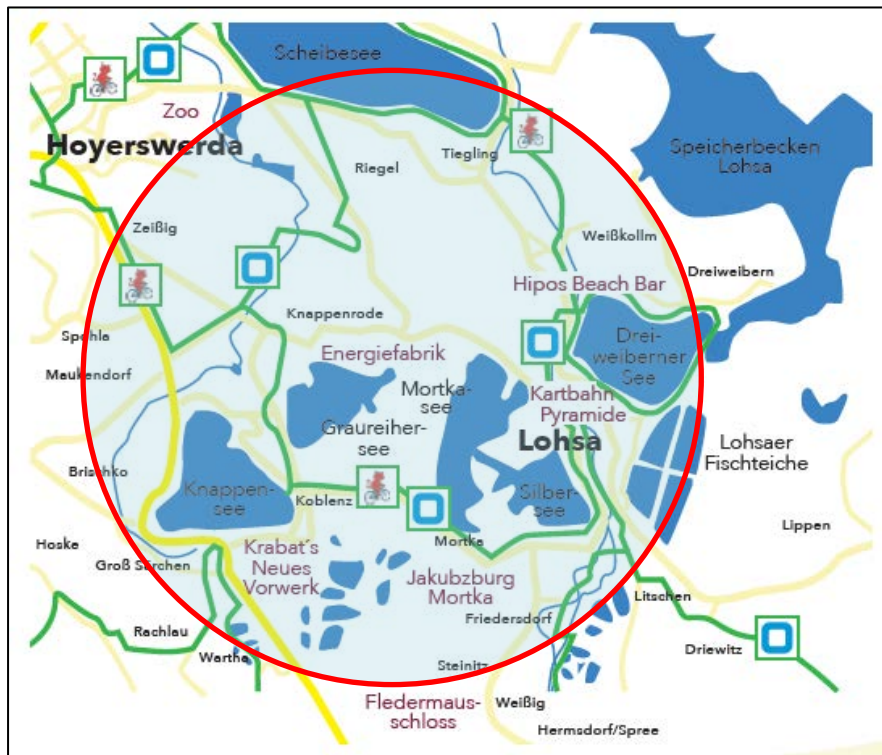 Scheibesee
Zoo
Hoyerswerda
Tiegling
Riegel
Speicherbecken
Lohsa
Zeißig
Weißkollm
Dreiweibern
Hipos Beach Bar
Knappenrode
Spohla
Energiefabrik
Drei-
weiberner
See
Maukendorf
Mortka-
see
Kartbahn
Pyramide
Graureiher-
see
Lohsa
Lohsaer
Fischteiche
Brischko
Knappen-
see
Koblenz
Silber-
see
Lippen
Hoske
Mortka
Groß Särchen
Krabat´s
Neues
Vorwerk
Jakubzburg
Mortka
Litschen
Friedersdorf
Rachlau
Driewitz
Wartha
Steinitz
Fledermaus-
schloss
Weißig
Hermsdorf/Spree